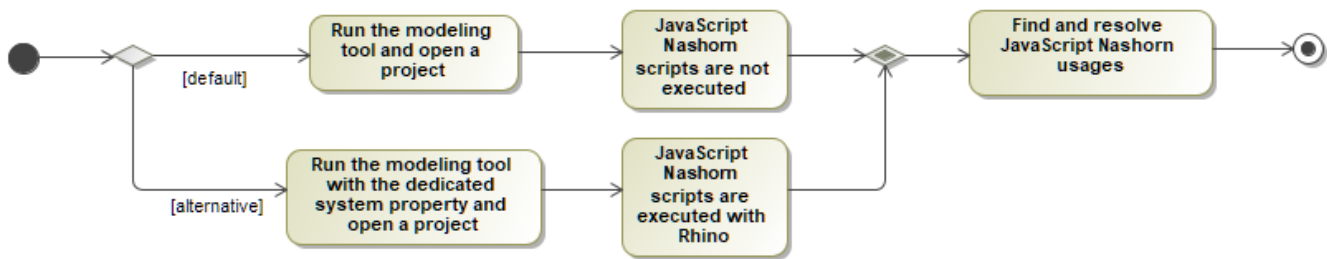 Run the modeling
tool and open a
project
JavaScript
Nashorn
scripts are not
executed
Find and resolve
JavaScript Nashorn
usages
[default]
Run the modeling tool
with the dedicated
system property and
open a project
JavaScript
Nashorn
scripts are
executed with
Rhino
[alternative]